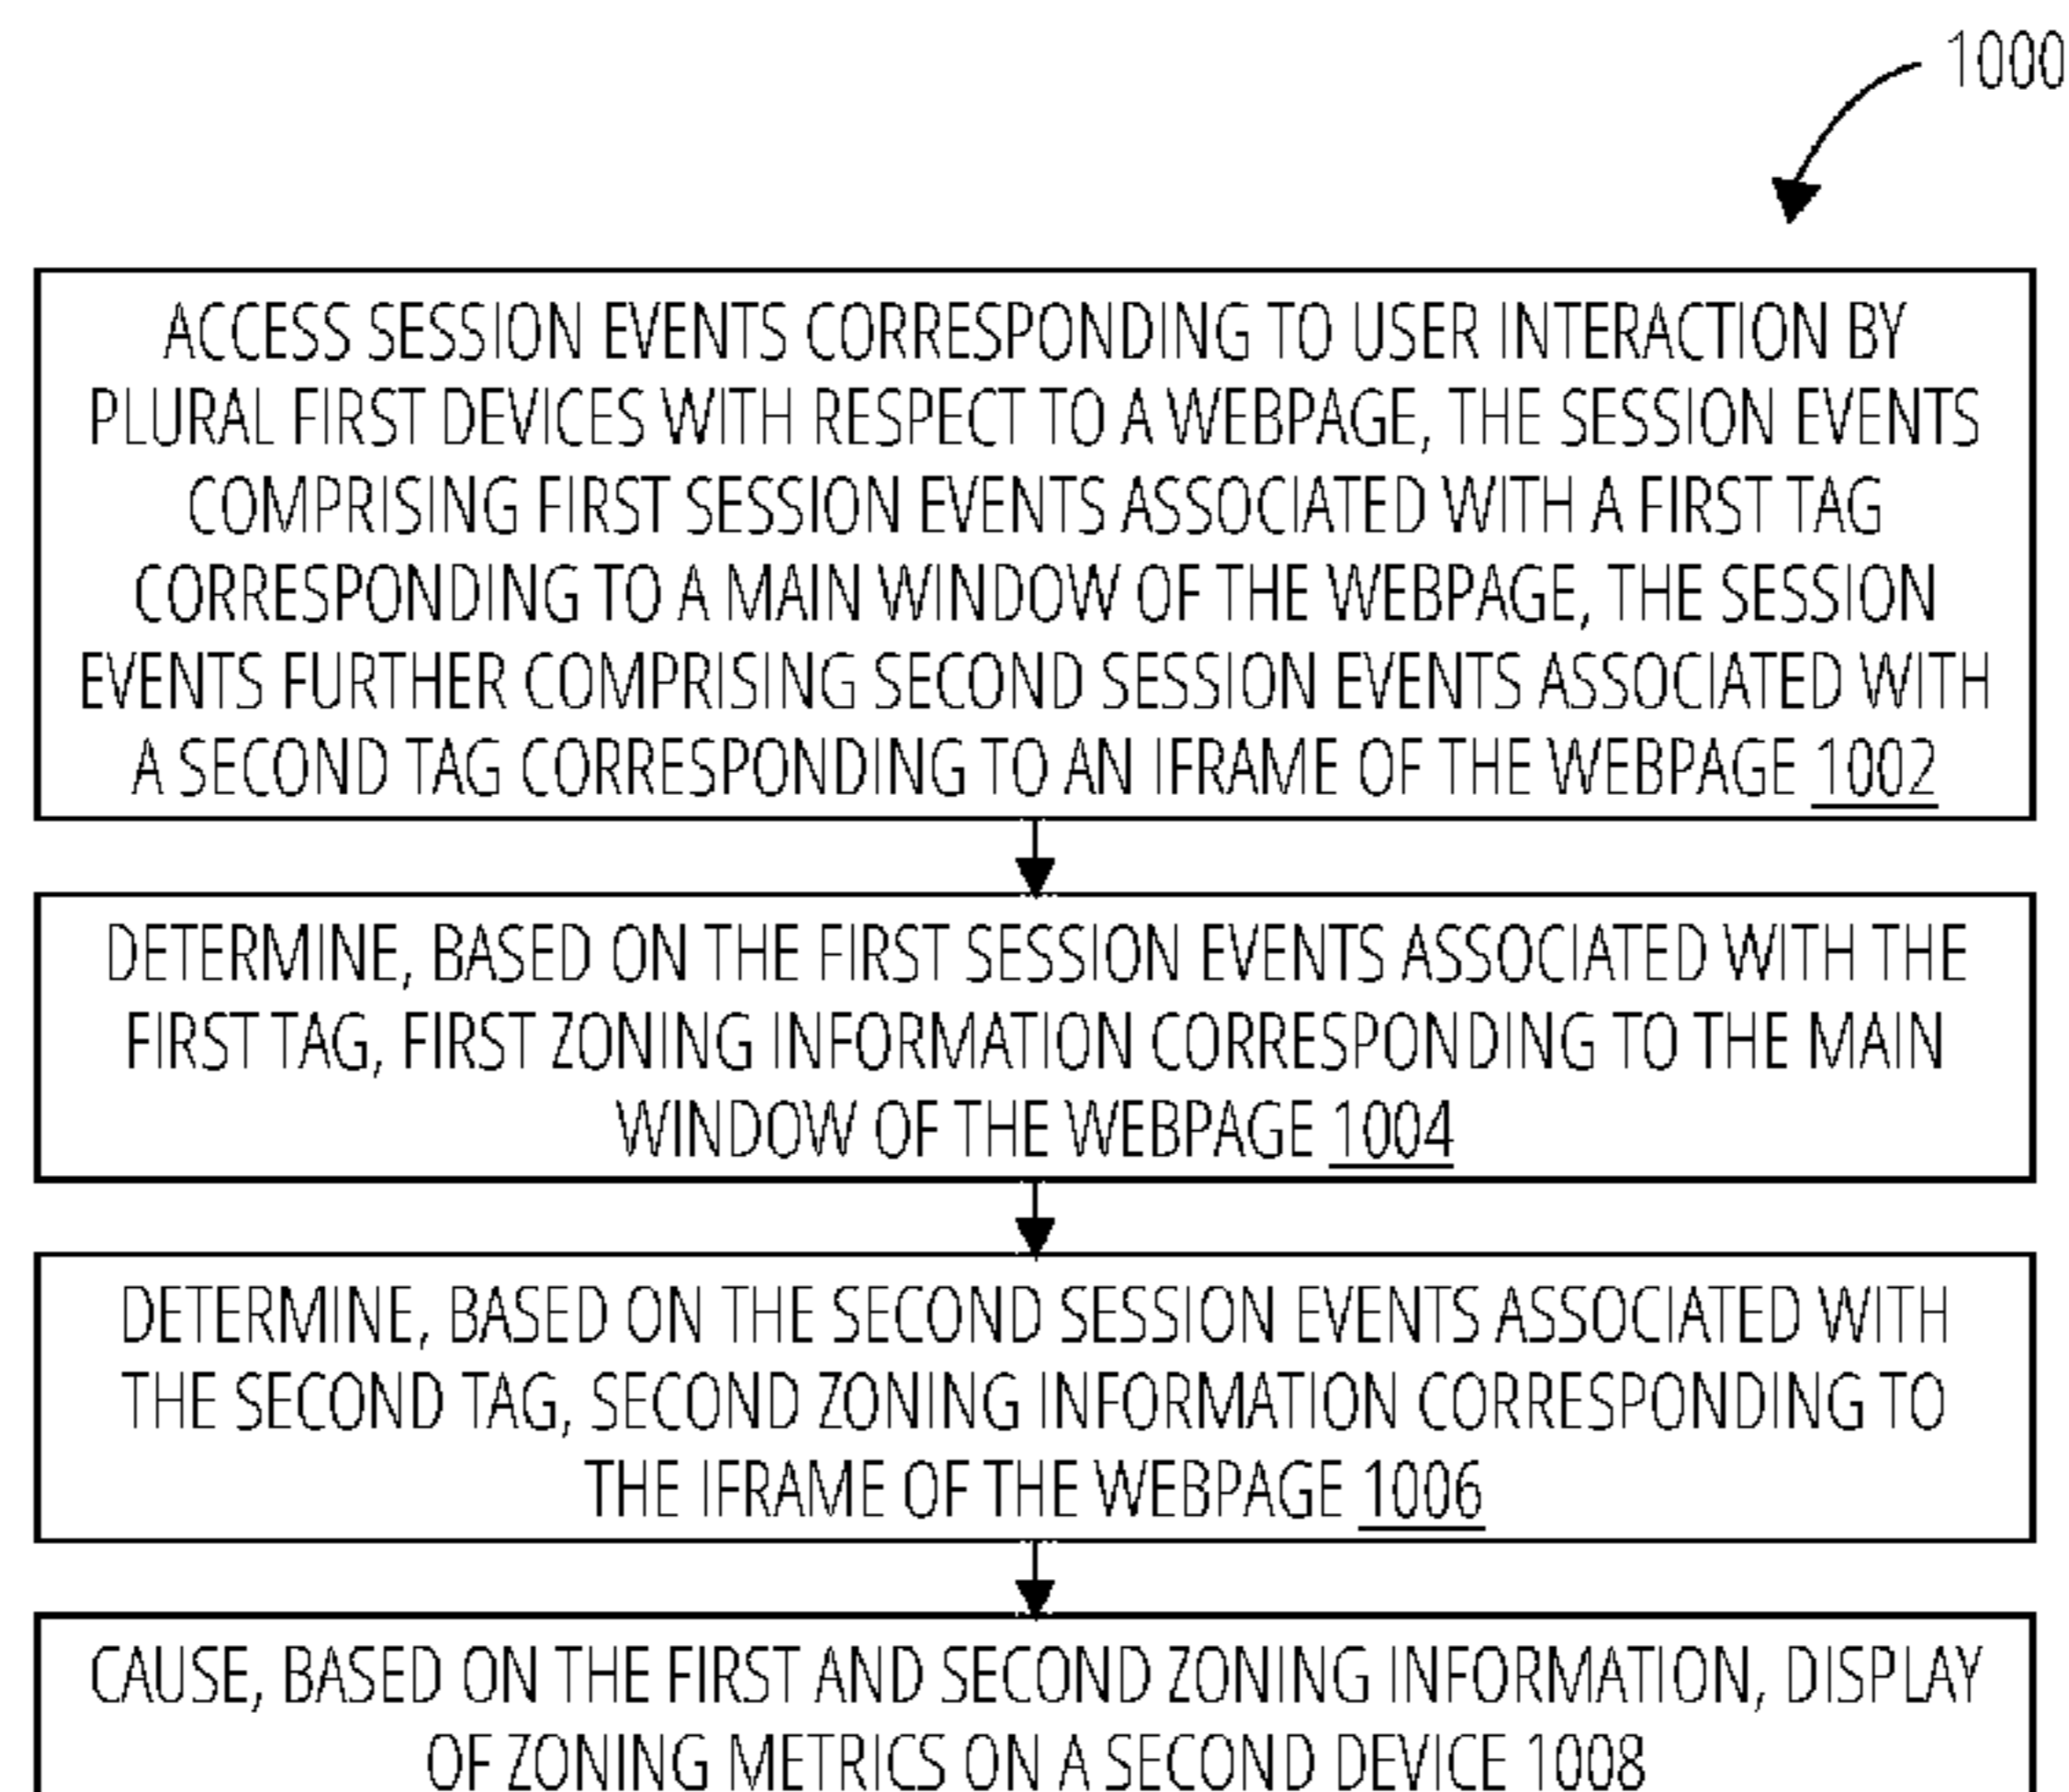 1000
ACCESS SESSION EVENTS CORRESPONDING TO USER INTERACTION BY
PLURAL FIRST DEVICES WITH RESPECT TO A WEBPAGE, THE SESSION EVENTS
COMPRISING FIRST SESSION EVENTS ASSOCIATED WITH A FIRST TAG
CORRESPONDING TO A MAIN WINDOW OF THE WEBPAGE, THE SESSION
EVENTS FURTHER COMPRISING SECOND SESSION EVENTS ASSOCIATED WITH
A SECOND TAG CORRESPONDING TO AN IFRAME OF THE WEBPAGE 1002
DETERMINE, BASED ON THE FIRST SESSION EVENTS ASSOCIATED WITH THE
FIRST TAG, FIRST ZONING INFORMATION CORRESPONDING TO THE MAIN
WINDOW OF THE WEBPAGE 1004
DETERMINE, BASED ON THE SECOND SESSION EVENTS ASSOCIATED WITH
THE SECOND TAG, SECOND ZONING INFORMATION CORRESPONDING TO
THE IFRAME OF THE WEBPAGE 1006
CAUSE, BASED ON THE FIRST AND SECOND ZONING INFORMATION, DISPLAY
OF ZONING METRICS ON A SECOND DEVICE 1008